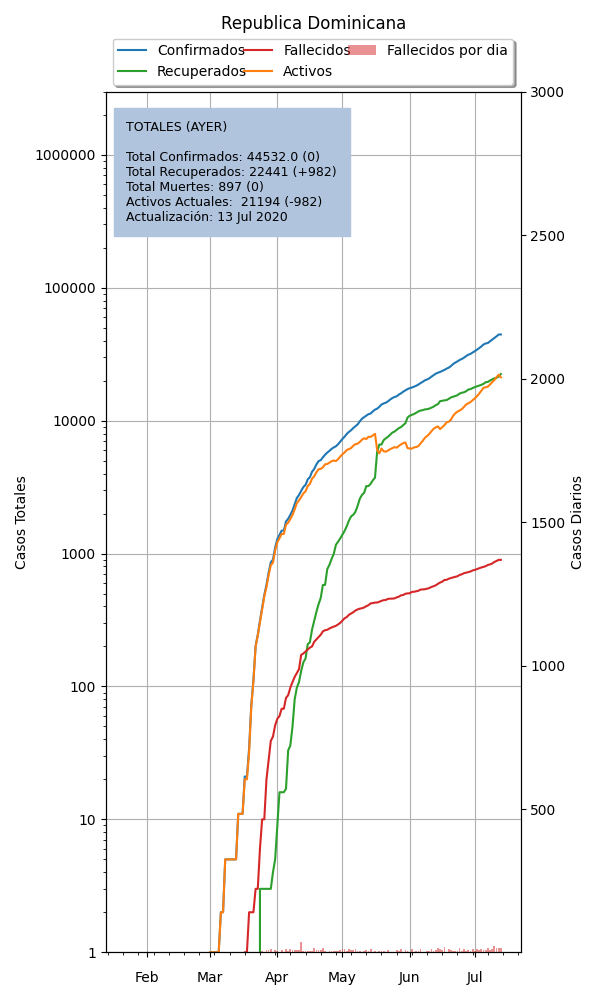 Republica Dominicana
Confirmados Fallecidos Fallecidos por dia
Recuperados Activos
TOTALES (AYER)
Total Confirmados: 44532.0 (0)
Total Recuperados: 22441 (+982)
Total Muertes: 897 (0)
Activos Actuales:  21194 (-982)
Actualización: 13 Jul 2020
Casos Totales
1000000
100000
10000
1000
100
10
1
3000
2500
2000
1500
1000
500
Casos Diarios
Feb Mar Apr May Jun Jul